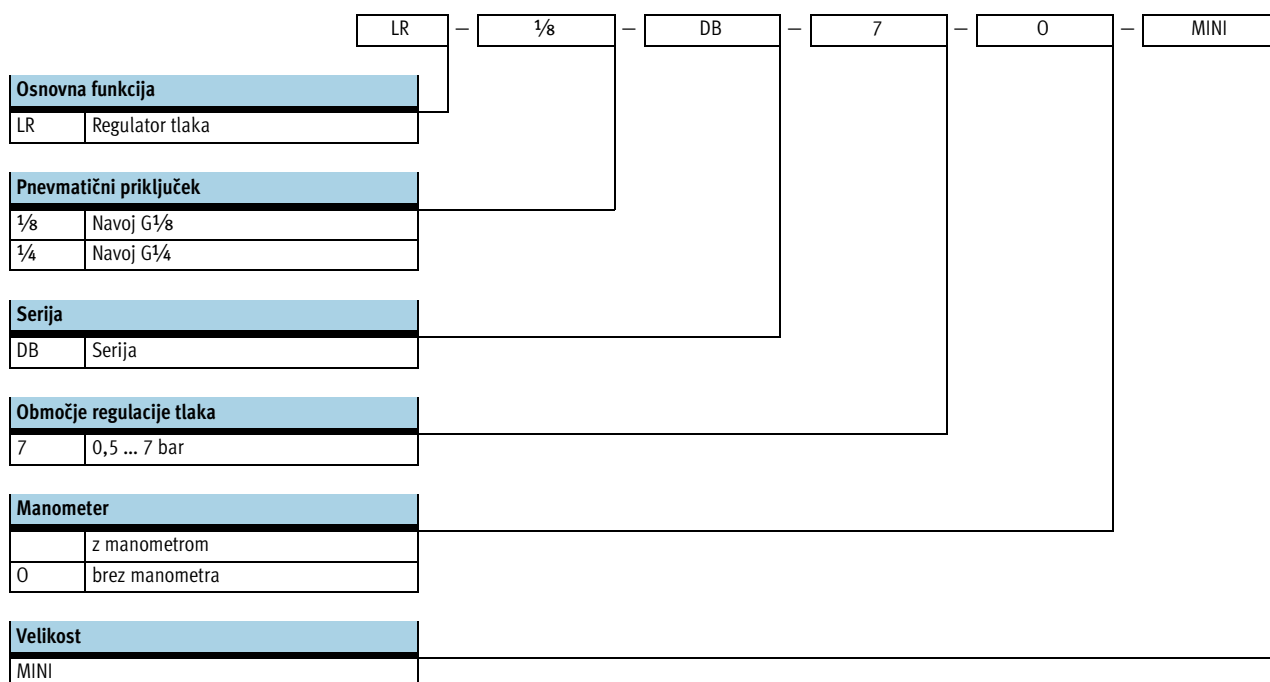 LR – ⅛ – DB – 7 – O – MINI
Osnovna funkcija
LR Regulator tlaka
Pnevmatični priključek
⅛ Navoj G⅛
¼ Navoj G¼
Serija
DB Serija
Območje regulacije tlaka
7 0,5 ... 7 bar
Manometer
z manometrom
O brez manometra
Velikost
MINI